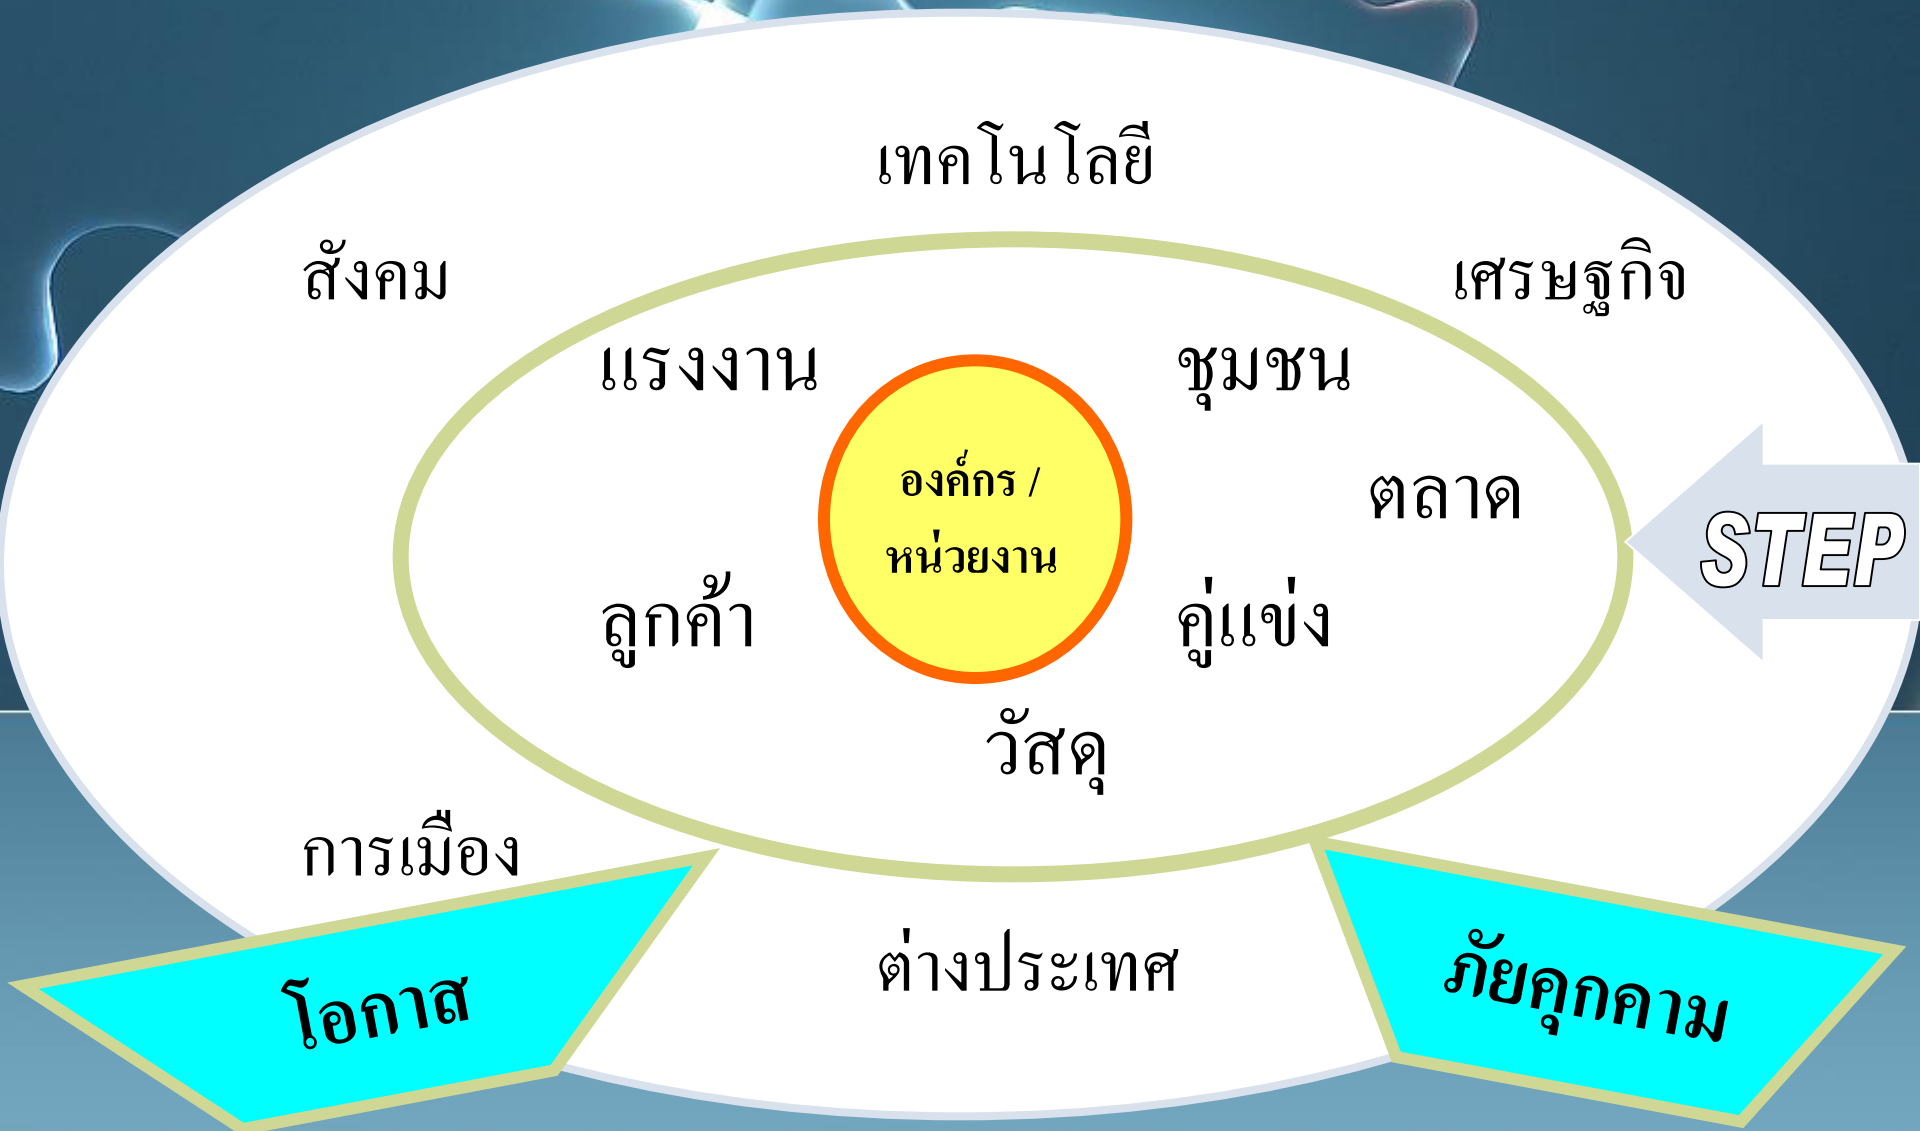 เทคโนโลยี
สังคม
เศรษฐกิจ
แรงงาน
ชุมชน
องค์กร /
หน่วยงาน
ตลาด
STEP
ลูกค้า
คู่แข่ง
วัสดุ
การเมือง
ต่างประเทศ
โอกาส
ภัยคุกคาม